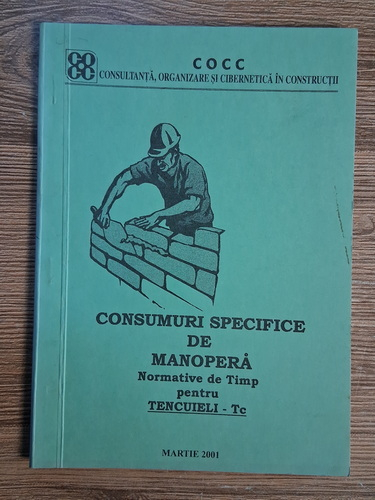 COCC
COCC
CONSULTANȚĂ, ORGANIZARE ȘI CIBERNETICĂ ÎN CONSTRUCȚII
CONSUMURI SPECIFICE
DE
MANOPERĂ
Normative de Timp
pentru
TENCUIELI - Tc
MARTIE 2001